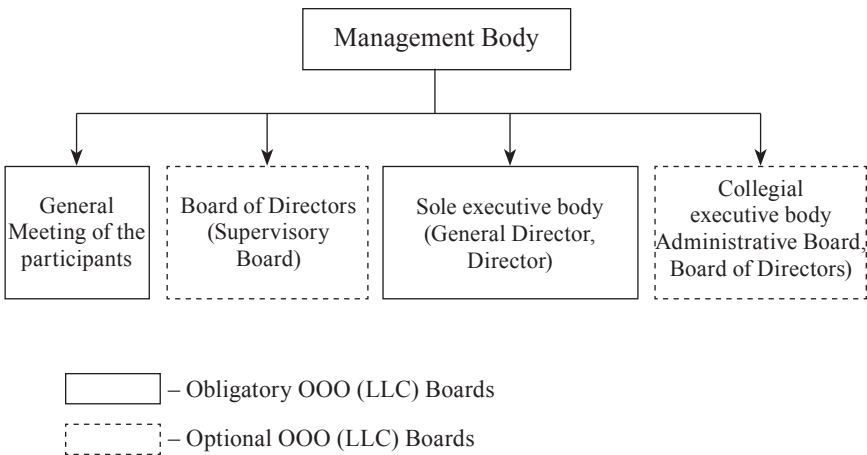 Management Body
General
Meeting of the
participants
Board of Directors
(Supervisory
Board)
Sole executive body
(General Director,
Director)
Collegial
executive body
Administrative Board,
Board of Directors)
– Obligatory OOO (LLC) Boards
– Optional OOO (LLC) Boards